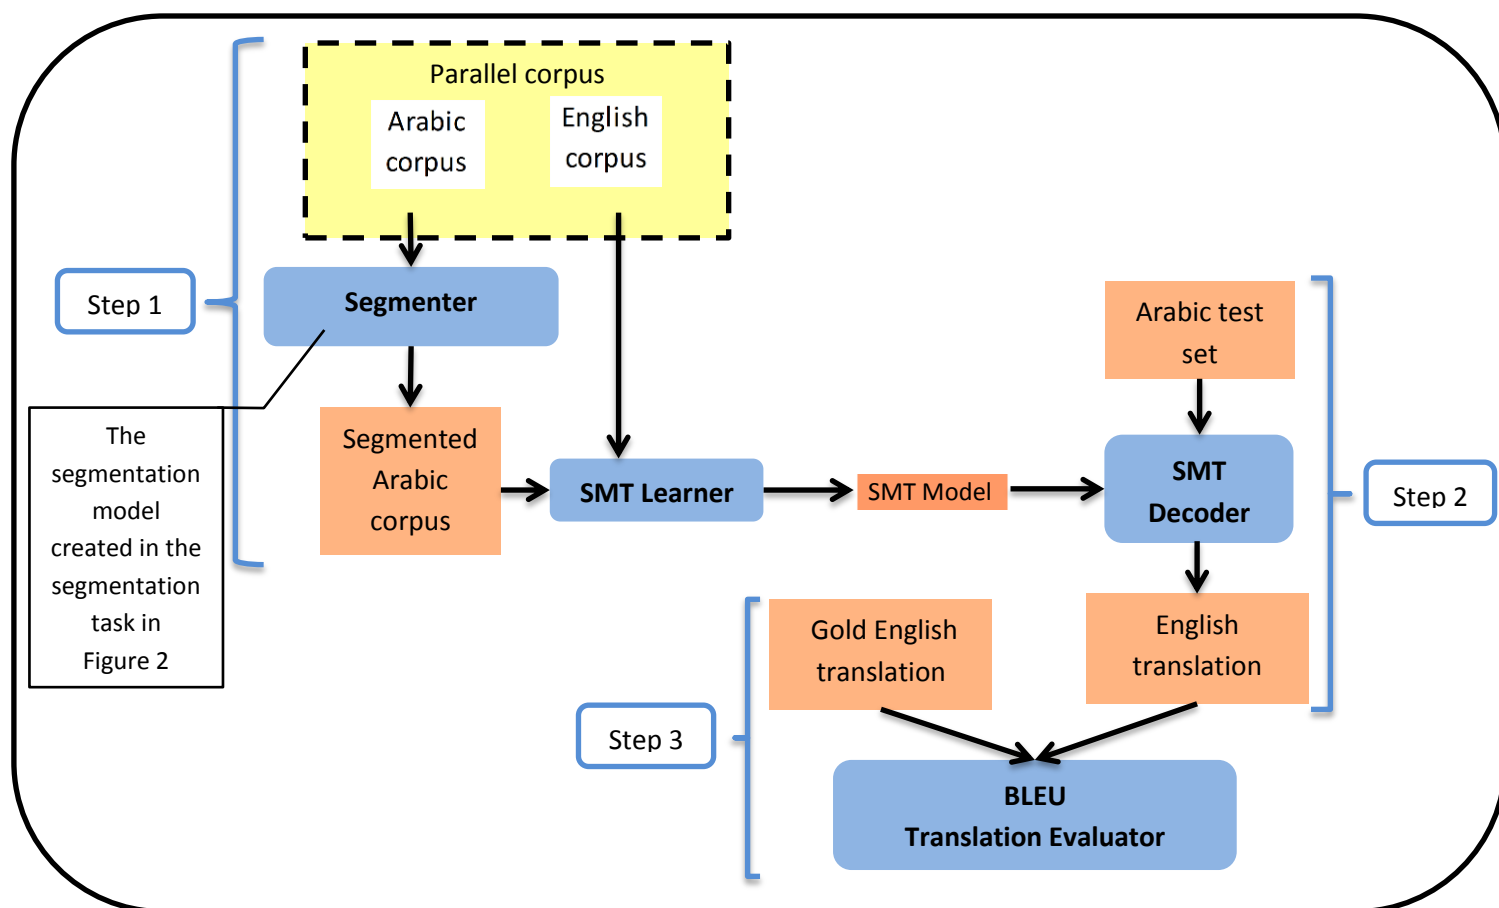 Parallel corpus
Arabic
corpus
English
corpus
Step 1
Segmenter
Arabic test
set
The
segmentation
model
created in the
segmentation
task in
Figure 2
Segmented
Arabic
corpus
SMT Learner
SMT Model
SMT
Decoder
Step 2
Gold English
translation
English
translation
Step 3
BLEU
Translation Evaluator